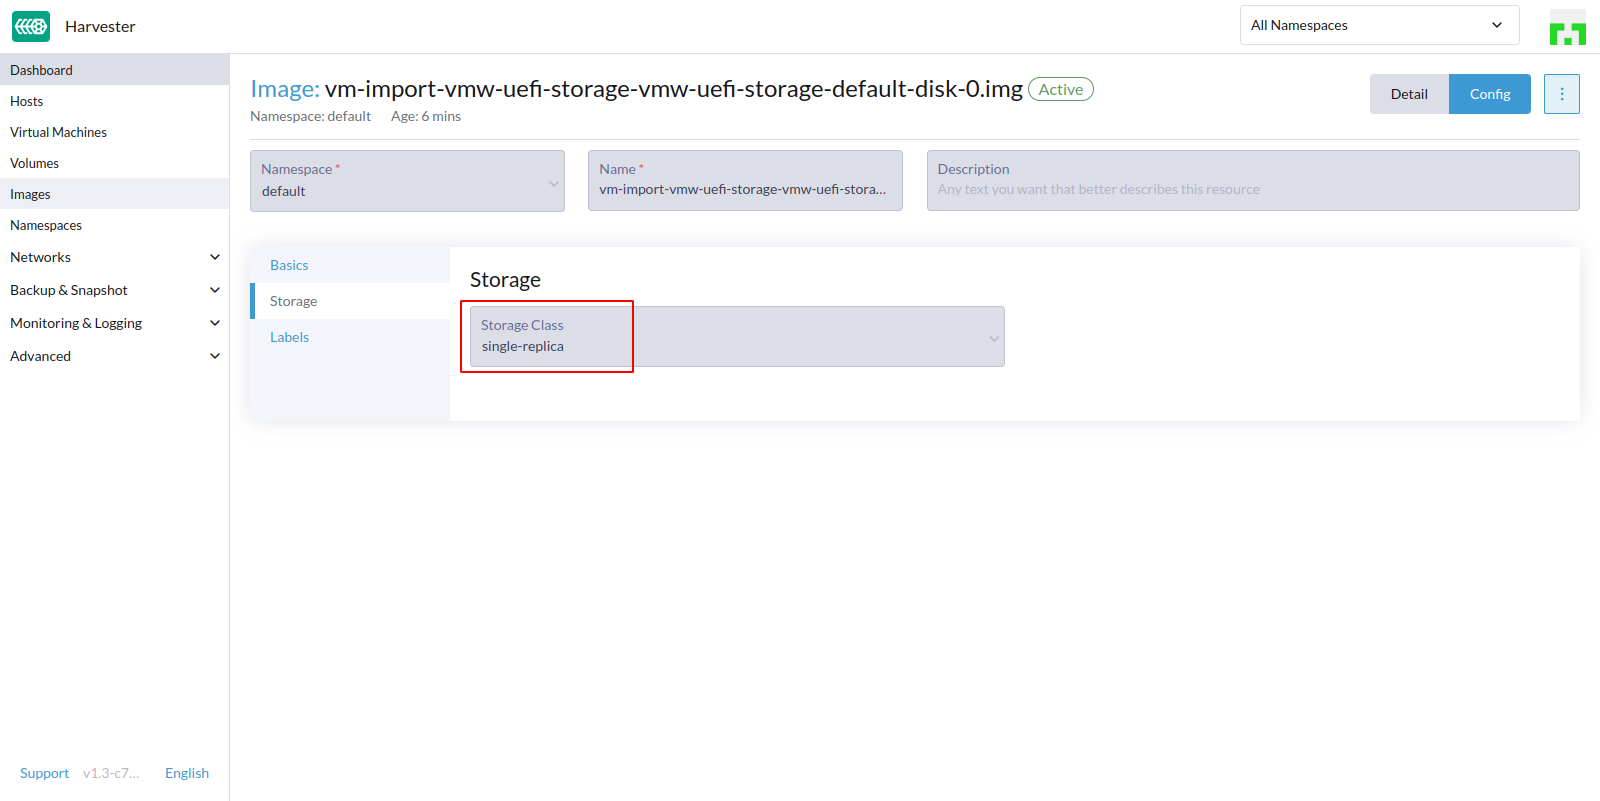 Harvester
All Namespaces
Dashboard
Hosts
Virtual Machines
Volumes
Images
Namespaces
Networks
Backup & Snapshot
Monitoring & Logging
Advanced
Support v1.3-c7... English
Image: vm-import-vmw-uefi-storage-vmw-uefi-storage-default-disk-0.img Active
Namespace: default Age: 6 mins
Detail Config
Namespace *
default
Name *
vm-import-vmw-uefi-storage-vmw-uefi-stora...
Description
Any text you want that better describes this resource
Basics
Storage
Labels
Storage
Storage Class
single-replica